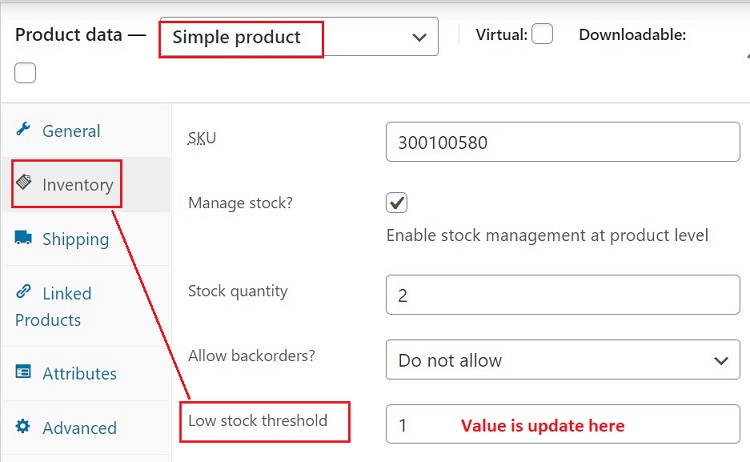 Product data — Simple product Virtual: Downloadable:
General
Inventory
Shipping
Linked
Products
Attributes
Advanced
SKU 300100580
Manage stock?
Enable stock management at product level
Stock quantity 2
Allow backorders? Do not allow
Low stock threshold 1 Value is update here